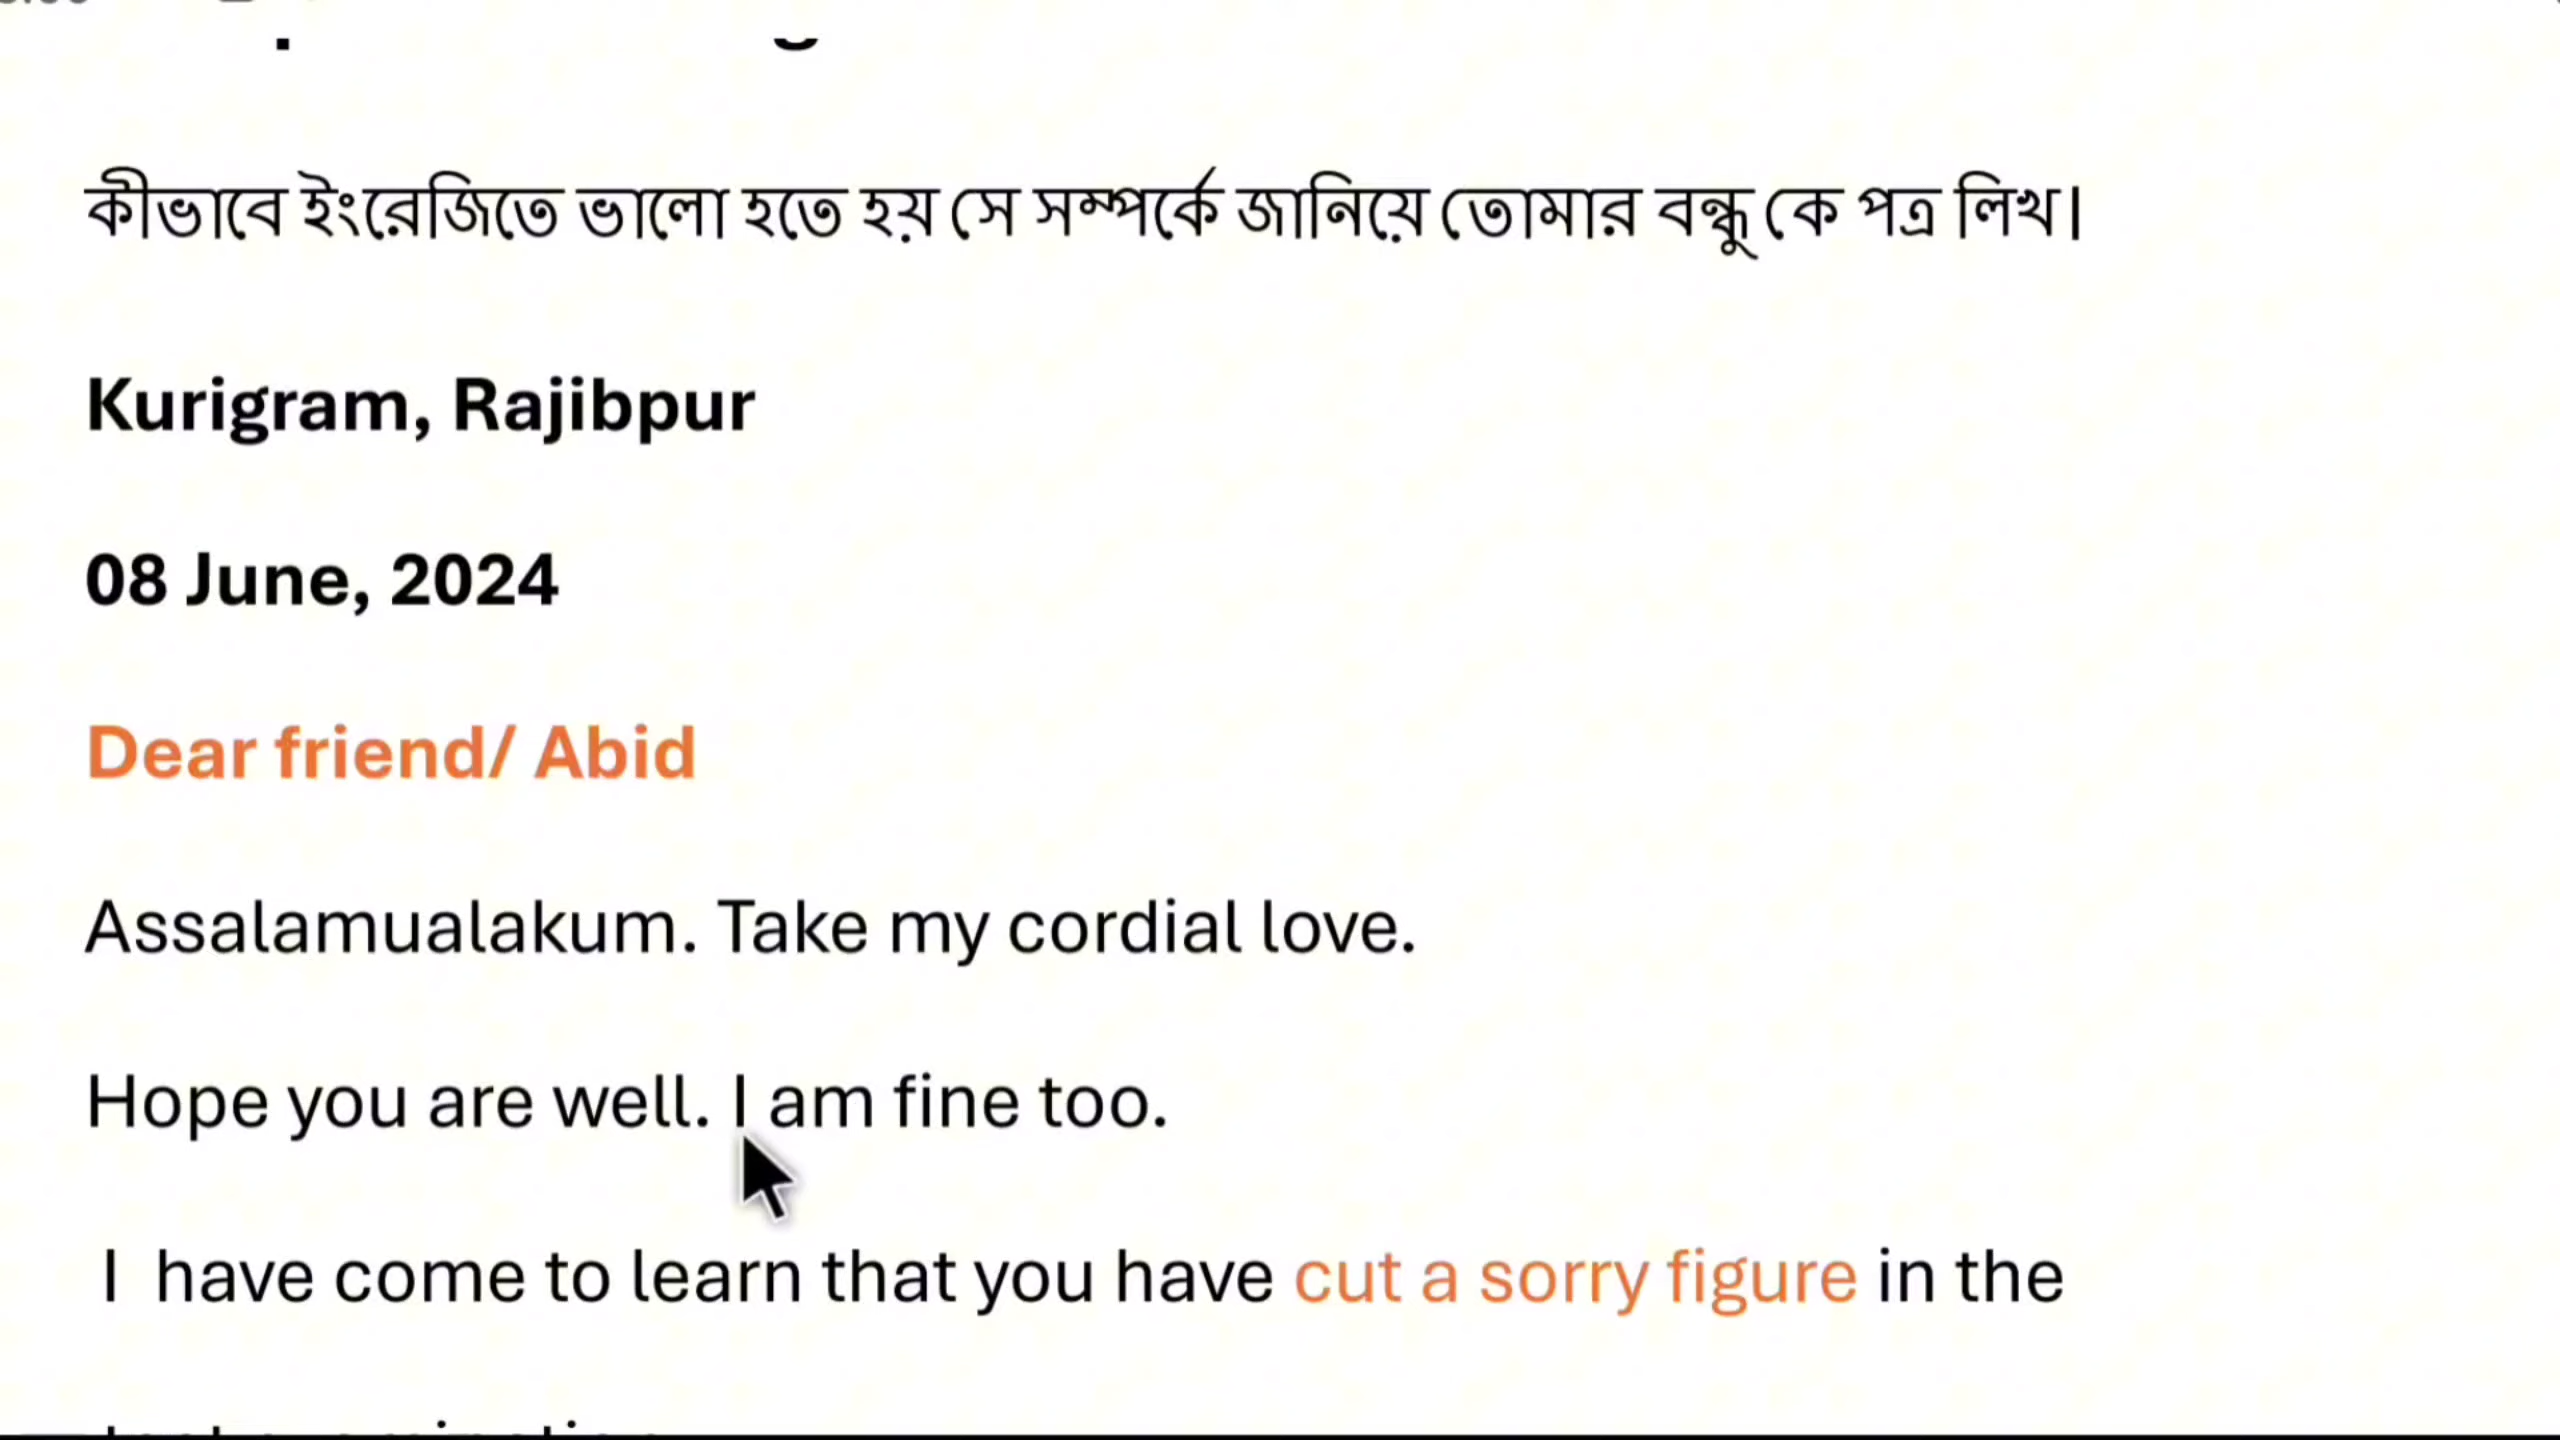 কীভাবে ইংরেজিতে ভালো হতে হয় সে সম্পর্কে জানিয়ে তোমার বন্ধু কে পত্র লিখ।
Kurigram, Rajibpur
08 June, 2024
Dear friend/ Abid
Assalamualakum. Take my cordial love.
Hope you are well. I am fine too.
I have come to learn that you have cut a sorry figure in the